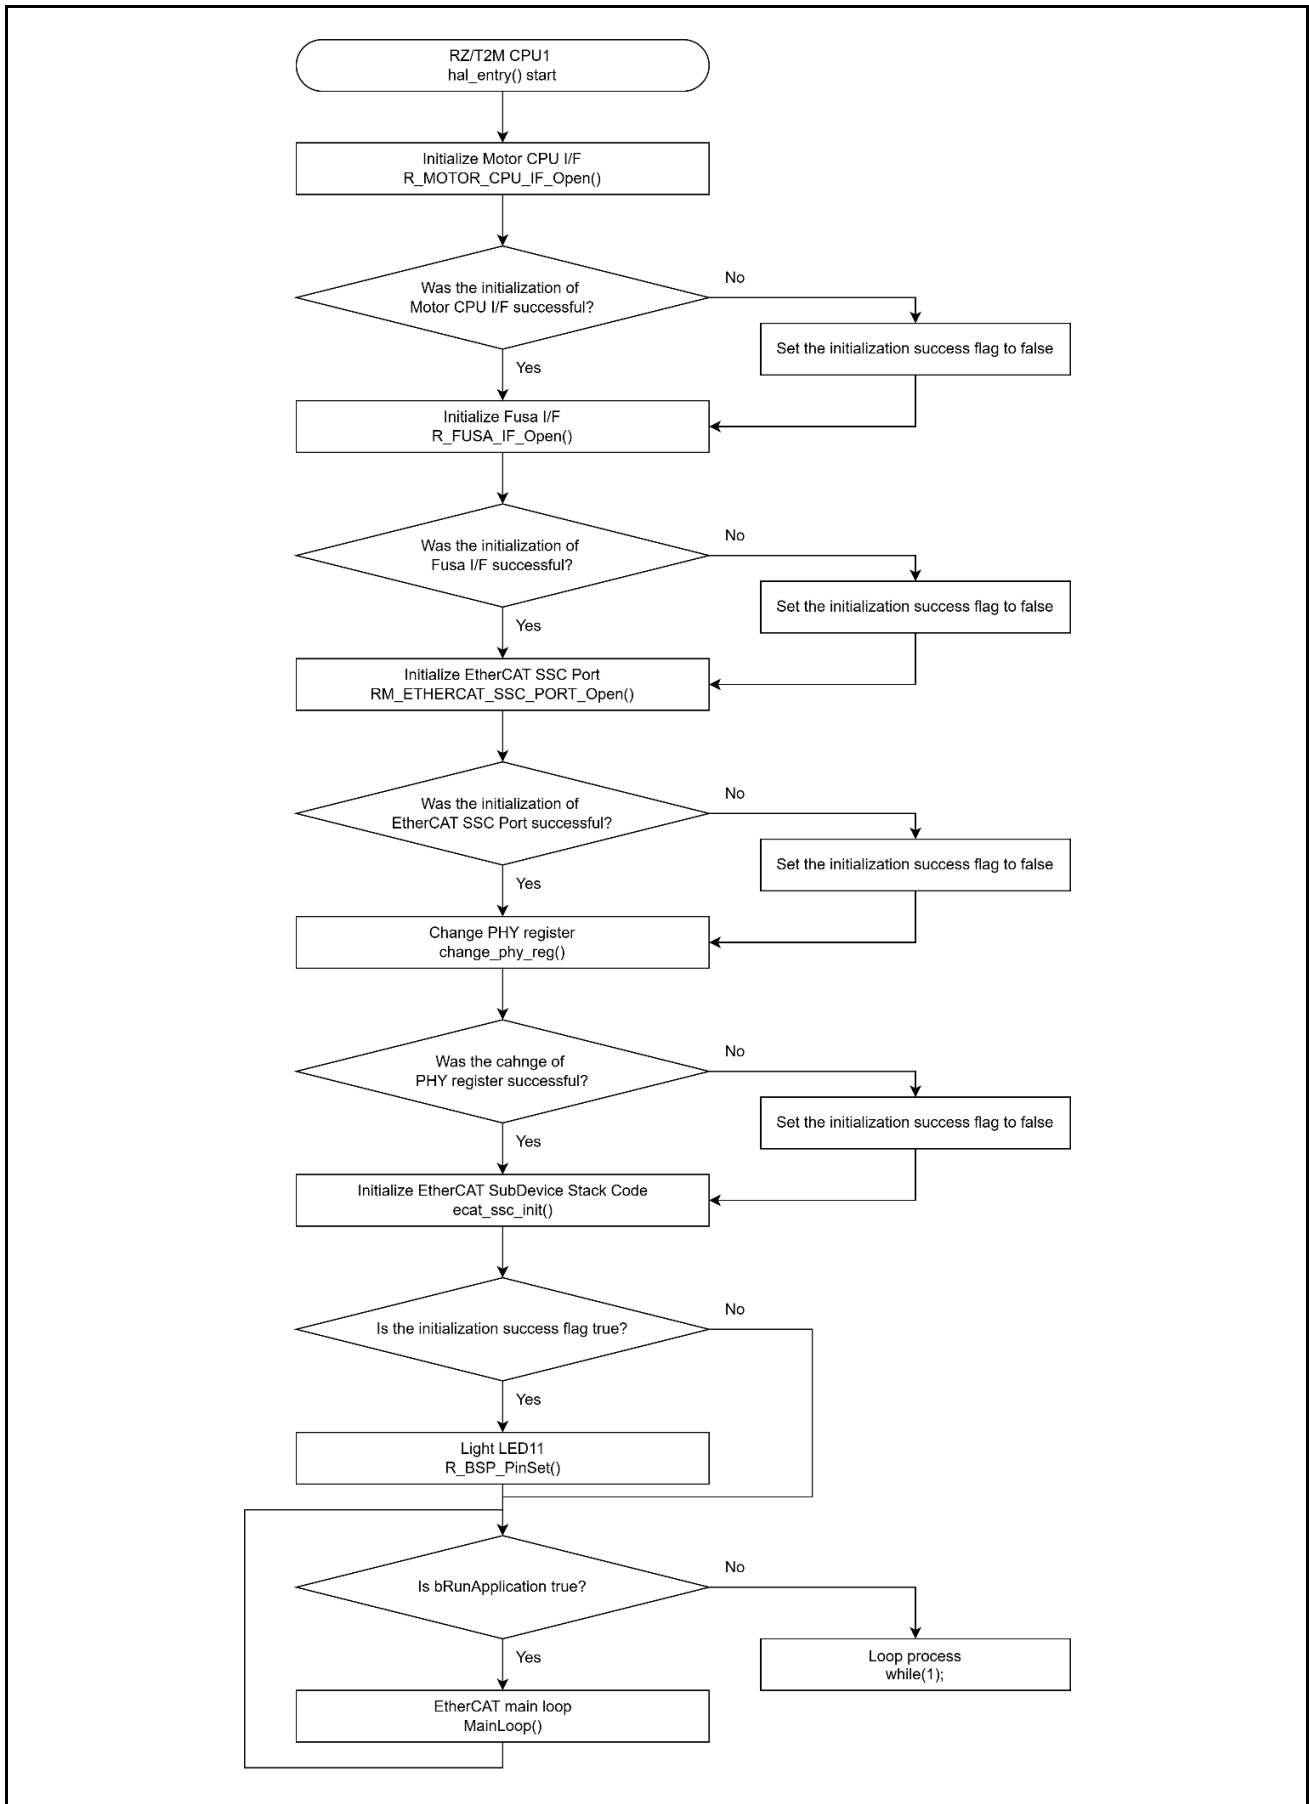 RZ/T2M CPU1
hal_entry() start
Initialize Motor CPU I/F
R_MOTOR_CPU_IF_Open()
Was the initialization of
Motor CPU I/F successful?
No
Set the initialization success flag to false
Yes
Initialize Fusa I/F
R_FUSA_IF_Open()
Was the initialization of
Fusa I/F successful?
No
Set the initialization success flag to false
Yes
Initialize EtherCAT SSC Port
RM_ETHERCAT_SSC_PORT_Open()
Was the initialization of
EtherCAT SSC Port successful?
No
Set the initialization success flag to false
Yes
Change PHY register
change_phy_reg()
Was the cahnge of
PHY register successful?
No
Set the initialization success flag to false
Yes
Initialize EtherCAT SubDevice Stack Code
ecat_ssc_init()
Is the initialization success flag true?
No
Yes
Light LED11
R_BSP_PinSet()
Is bRunApplication true?
No
Loop process
while(1);
Yes
EtherCAT main loop
MainLoop()